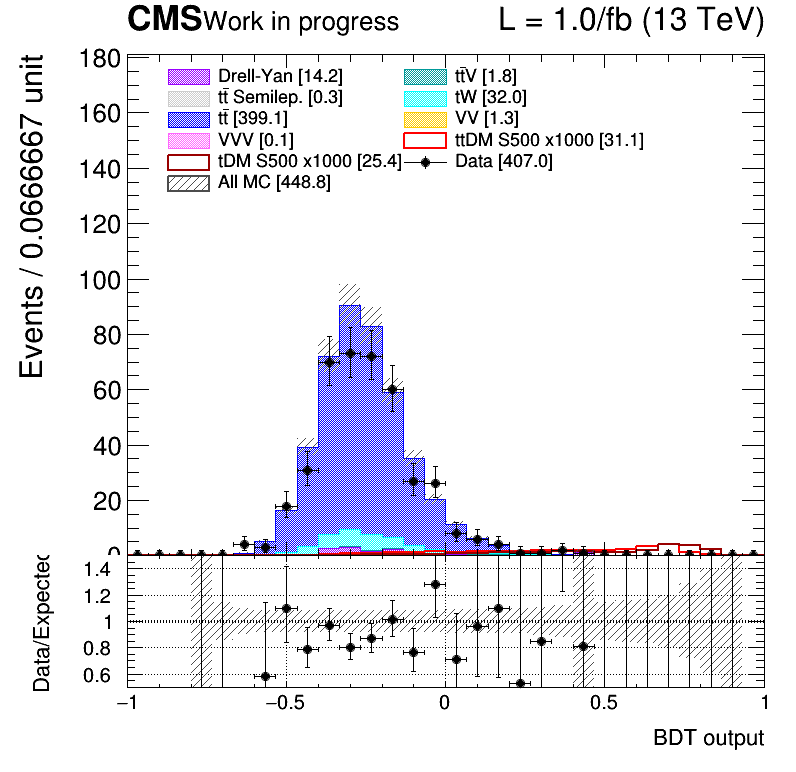 CMS Work in progress L = 1.0/fb (13 TeV)
Events / 0.0666667 unit
180
160
140
120
100
80
60
40
20
0
Drell-Yan [14.2] tt̄V [1.8]
tt̄ Semilep. [0.3] tW [32.0]
tt̄ [399.1] VV [1.3]
VVV [0.1] ttDM S500 x1000 [31.1]
tDM S500 x1000 [25.4] Data [407.0]
All MC [448.8]
Data/Expected
1.4
1.2
1
0.8
0.6
−1 −0.5 0 0.5 1
BDT output